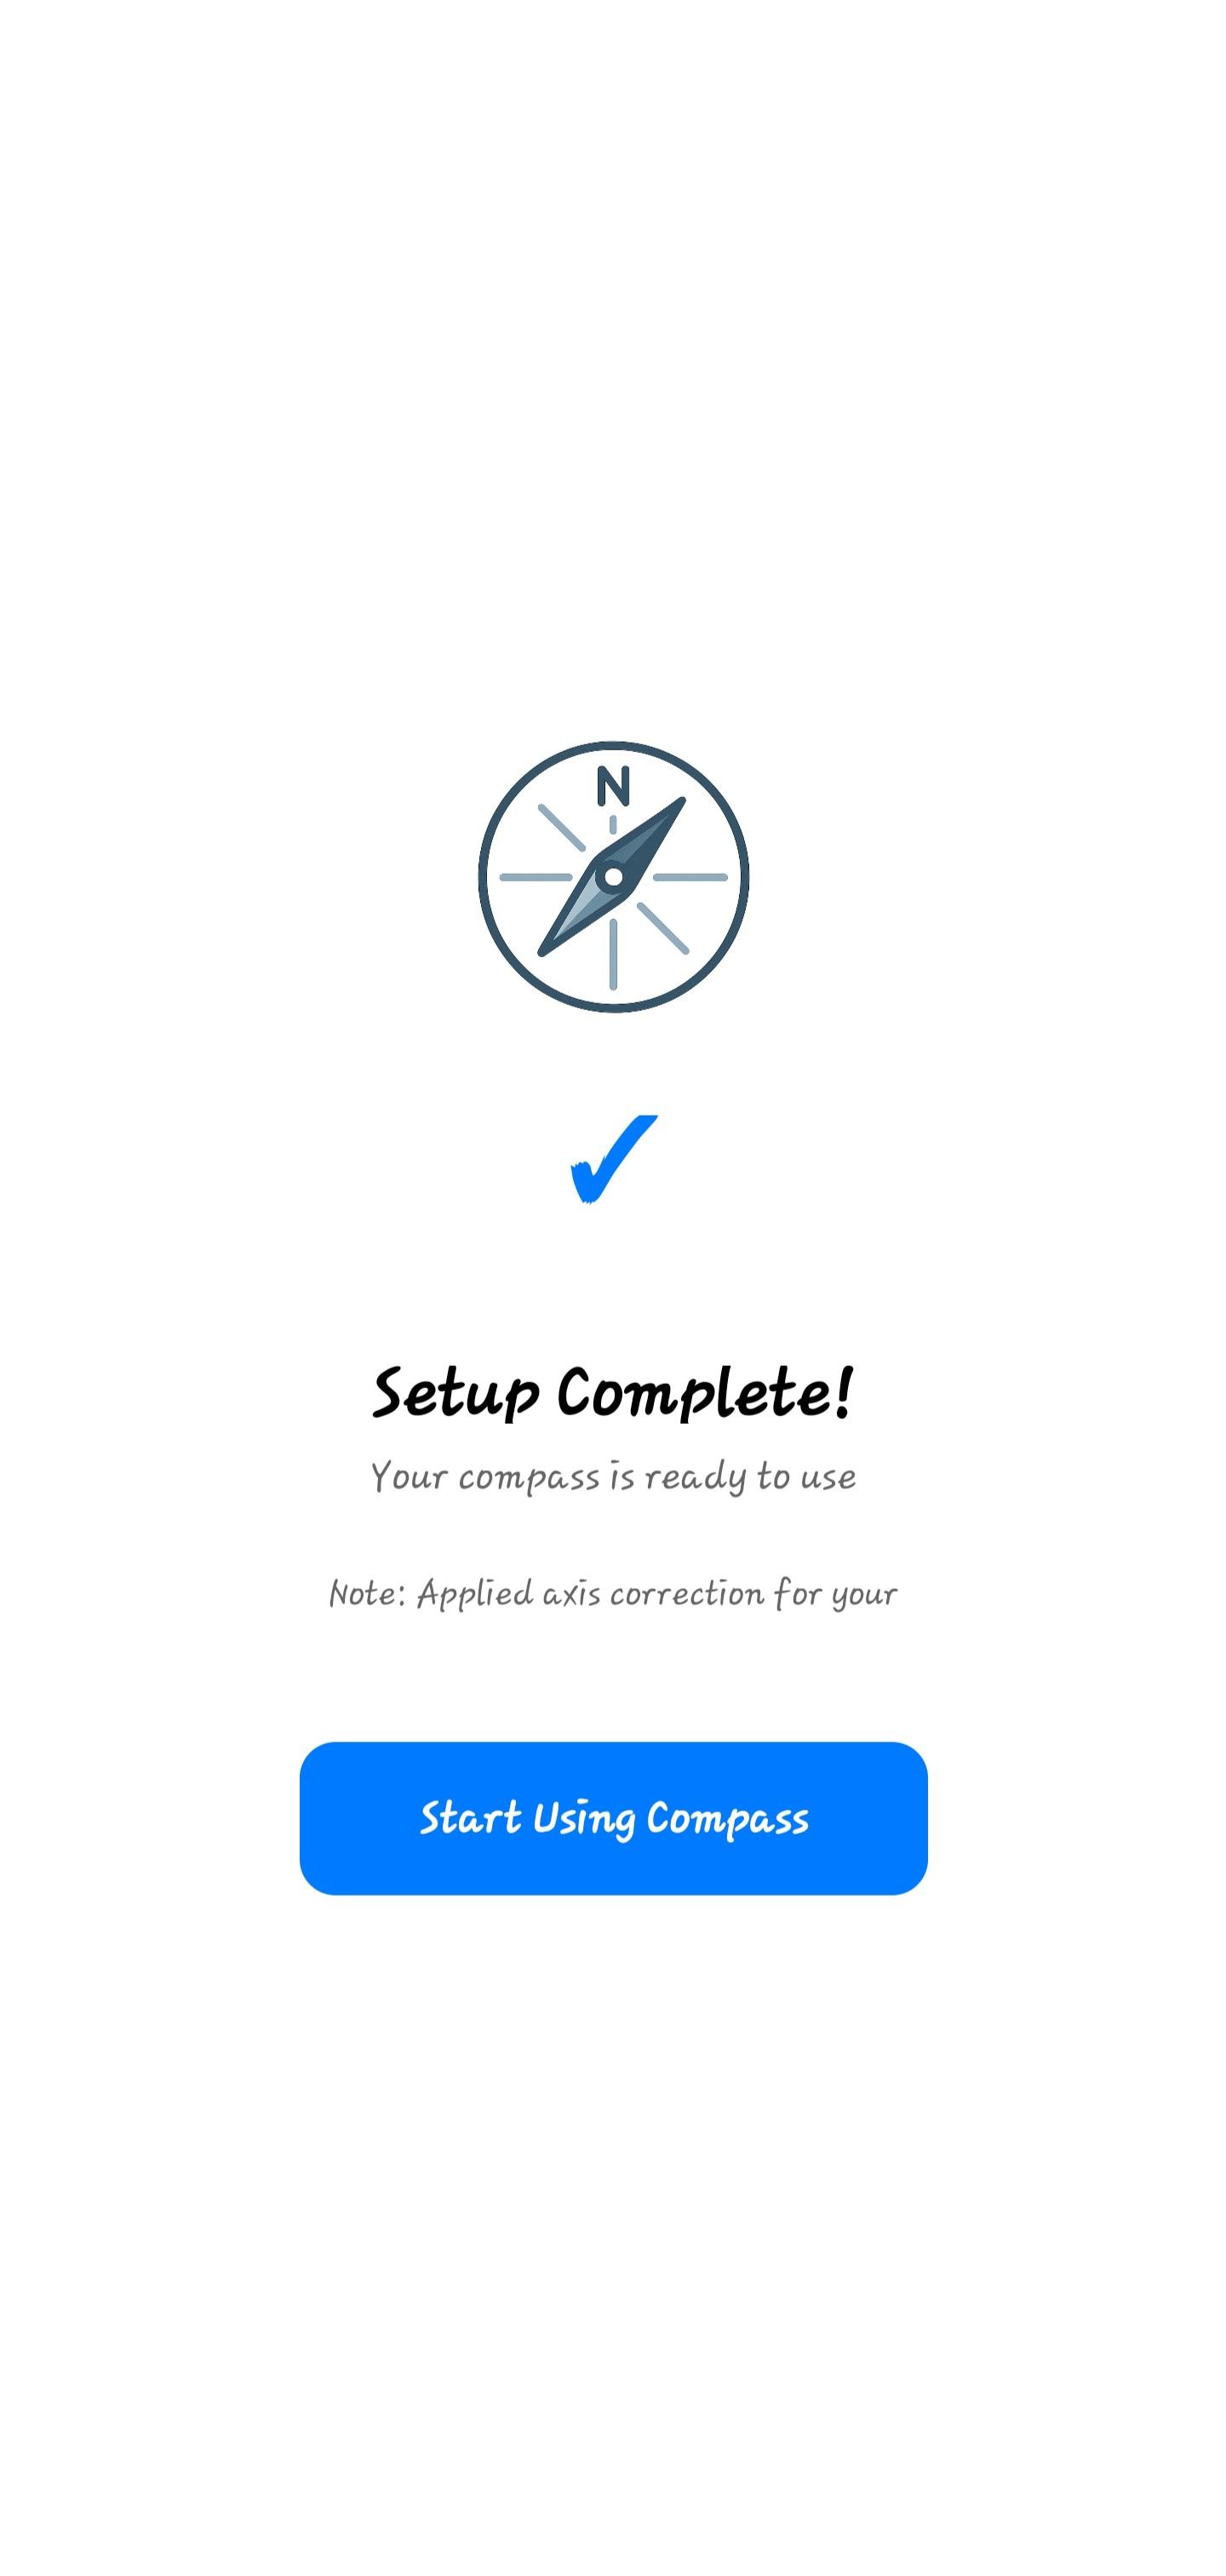 N
Setup Complete!
Your compass is ready to use
Note: Applied axis correction for your
Start Using Compass